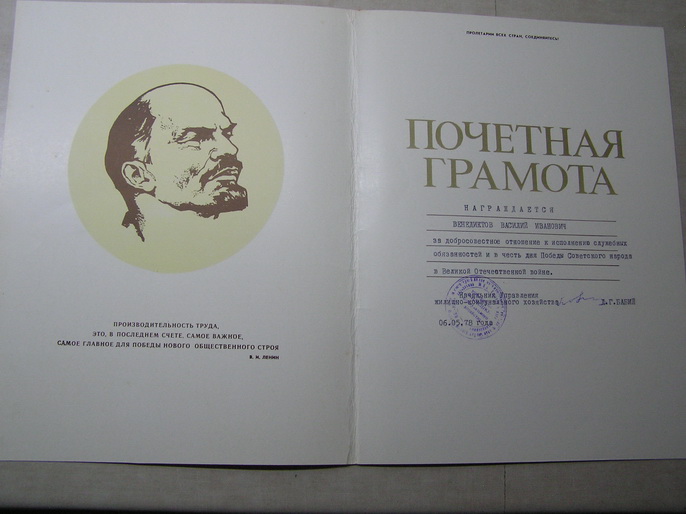 ПРОИЗВОДИТЕЛЬНОСТЬ ТРУДА,
ЭТО, В ПОСЛЕДНЕМ СЧЕТЕ, САМОЕ ВАЖНОЕ,
САМОЕ ГЛАВНОЕ ДЛЯ ПОБЕДЫ НОВОГО ОБЩЕСТВЕННОГО СТРОЯ
В. И. ЛЕНИН
ПРОЛЕТАРИИ ВСЕХ СТРАН, СОЕДИНЯЙТЕСЬ!
ПОЧЕТНАЯ
ГРАМОТА
НАГРАЖДАЕТСЯ
ВЕНЕДИКТОВ ВАСИЛИЙ ИВАНОВИЧ
за добросовестное отношение к исполнению служебных
обязанностей и в честь дня Победы Советского народа
в Великой Отечественной войне.
Начальник Управления
жилищно-коммунального хозяйства Д.Г.БАБИЙ
06.05.78 года